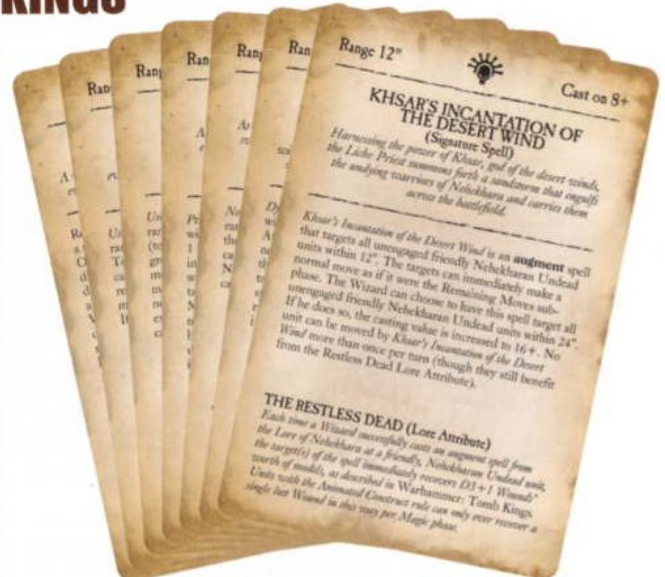 KINGS
Ran
Ran
Ran
Ran
Ran
Ran
Range 12"
Cast on 8+
KHSAR'S INCANTATION OF
THE DESERT WIND
(Signature Spell)
Harnessing the power of Khsar, god of the desert winds,
the Liche Priest summons forth a sandstorm that engulfs
the undying warriors of Nehekhara and carries them
across the battlefield.
Khsar's Incantation of the Desert Wind is an augment spell
that targets all unengaged friendly Nehekharan Undead
units within 12". The targets can immediately make a
normal move as if it were the Remaining Moves sub-
phase. The Wizard can choose to have this spell target all
unengaged friendly Nehekharan Undead units within 24".
If he does so, the casting value is increased to 16+. No
unit can be moved by Khsar's Incantation of the Desert
Wind more than once per turn (though they still benefit
from the Restless Dead Lore Attribute).
THE RESTLESS DEAD (Lore Attribute)
Each time a Wizard successfully casts an augment spell from
the Lore of Nehekhara at a friendly, Nehekharan Undead unit,
the target(s) of the spell immediately recovers D3+1 Wounds'
worth of models, as described in Warhammer: Tomb Kings.
Units with the Animated Construct rule can only ever recover a
single lost Wound in this way per Magic phase.